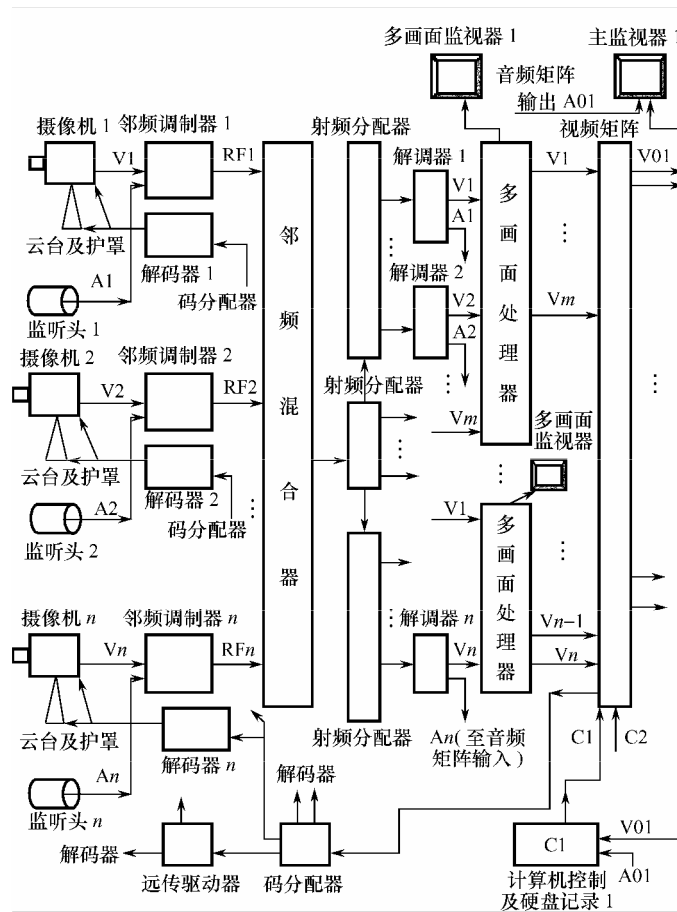 多画面监视器 1
主监视器 1
音频矩阵
输出 A01
视频矩阵
摄像机 1
邻频调制器 1
射频分配器
解调器 1
V1
RF1
V1
A1
V1
V01
云台及护罩
解码器 1
A1
码分配器
监听头 1
邻频混合器
⋮
解调器 2
V2
A2
多画面处理器
⋮
Vm
⋮
摄像机 2
邻频调制器 2
V2
RF2
射频分配器
⋮
Vm
⋮
多画面
监视器
云台及护罩
解码器 2
A2
码分配器
监听头 2
⋮
⋮
V1
多画面处理器
⋮
⋮
摄像机 n
邻频调制器 n
Vn
RFn
⋮
解调器 n
Vn
Vn−1
Vn
云台及护罩
解码器 n
An
监听头 n
射频分配器
An(至音频
矩阵输入)
C1
C2
解码器
解码器
远传驱动器
码分配器
C1
V01
A01
计算机控制
及硬盘记录 1